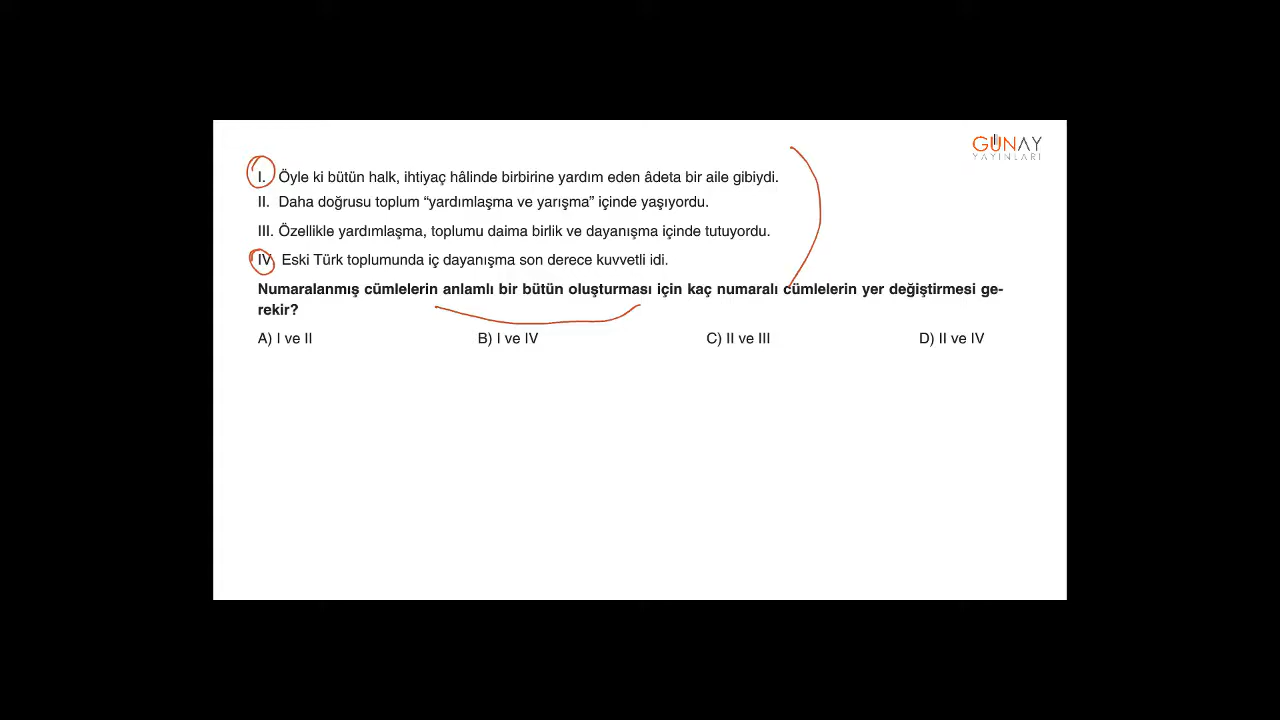 GÜNAY
YAYINLARI
I. Öyle ki bütün halk, ihtiyaç hâlinde birbirine yardım eden âdeta bir aile gibiydi.
II. Daha doğrusu toplum “yardımlaşma ve yarışma” içinde yaşıyordu.
III. Özellikle yardımlaşma, toplumu daima birlik ve dayanışma içinde tutuyordu.
IV. Eski Türk toplumunda iç dayanışma son derece kuvvetli idi.
Numaralanmış cümlelerin anlamlı bir bütün oluşturması için kaç numaralı cümlelerin yer değiştirmesi ge-
rekir?
A) I ve II B) I ve IV C) II ve III D) II ve IV